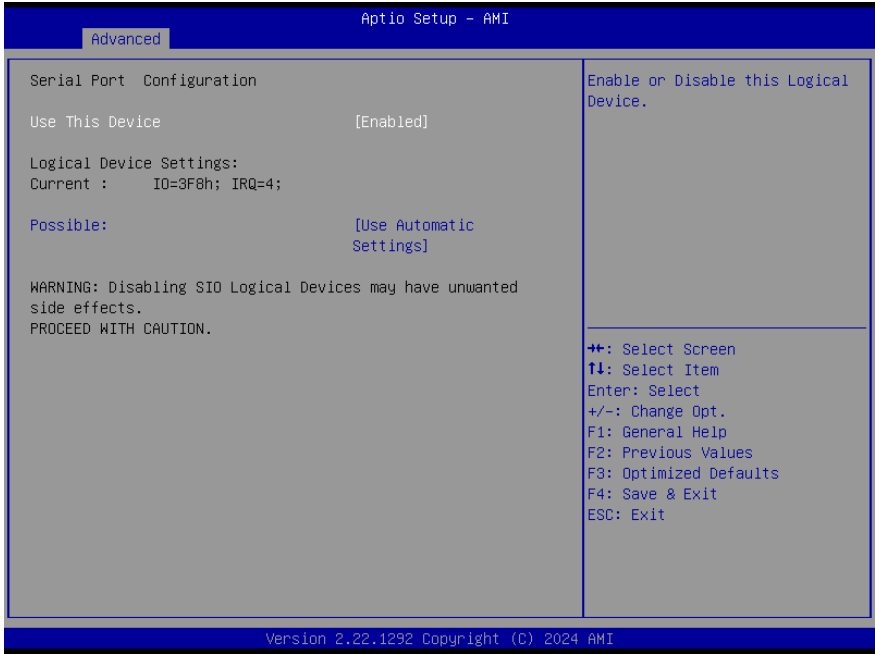 Aptio Setup – AMI
Advanced
Serial Port  Configuration
Use This Device [Enabled]
Logical Device Settings:
Current : IO=3F8h; IRQ=4;
Possible: [Use Automatic
Settings]
WARNING: Disabling SIO Logical Devices may have unwanted
side effects.
PROCEED WITH CAUTION.
Enable or Disable this Logical
Device.
→←: Select Screen
↑↓: Select Item
Enter: Select
+/-: Change Opt.
F1: General Help
F2: Previous Values
F3: Optimized Defaults
F4: Save & Exit
ESC: Exit
Version 2.22.1292 Copyright (C) 2024 AMI